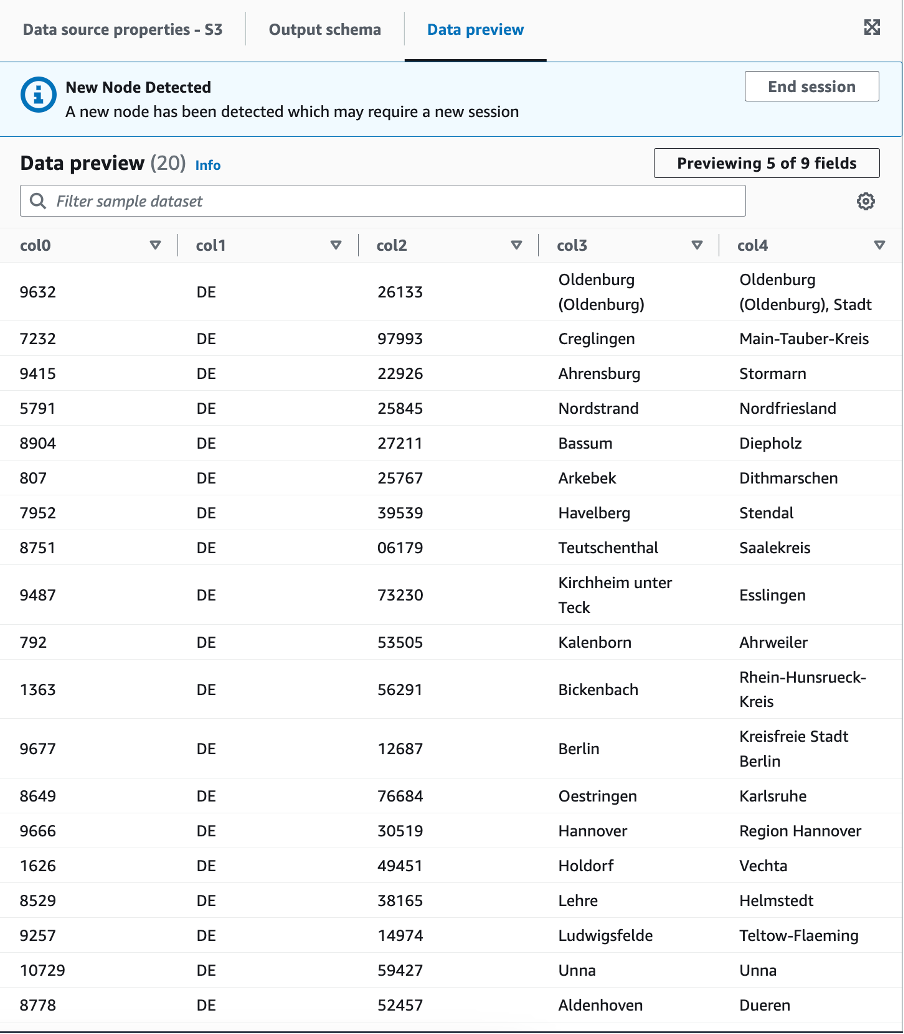 Data source properties - S3 Output schema Data preview
New Node Detected
End session
A new node has been detected which may require a new session
Data preview (20) Info
Previewing 5 of 9 fields
Filter sample dataset
col0 col1 col2 col3 col4
9632 DE 26133 Oldenburg (Oldenburg) Oldenburg (Oldenburg), Stadt
7232 DE 97993 Creglingen Main-Tauber-Kreis
9415 DE 22926 Ahrensburg Stormarn
5791 DE 25845 Nordstrand Nordfriesland
8904 DE 27211 Bassum Diepholz
807 DE 25767 Arkebek Dithmarschen
7952 DE 39539 Havelberg Stendal
8751 DE 06179 Teutschenthal Saalekreis
9487 DE 73230 Kirchheim unter Teck Esslingen
792 DE 53505 Kalenborn Ahrweiler
1363 DE 56291 Bickenbach Rhein-Hunsrueck-Kreis
9677 DE 12687 Berlin Kreisfreie Stadt Berlin
8649 DE 76684 Oestringen Karlsruhe
9666 DE 30519 Hannover Region Hannover
1626 DE 49451 Holdorf Vechta
8529 DE 38165 Lehre Helmstedt
9257 DE 14974 Ludwigsfelde Teltow-Flaeming
10729 DE 59427 Unna Unna
8778 DE 52457 Aldenhoven Dueren